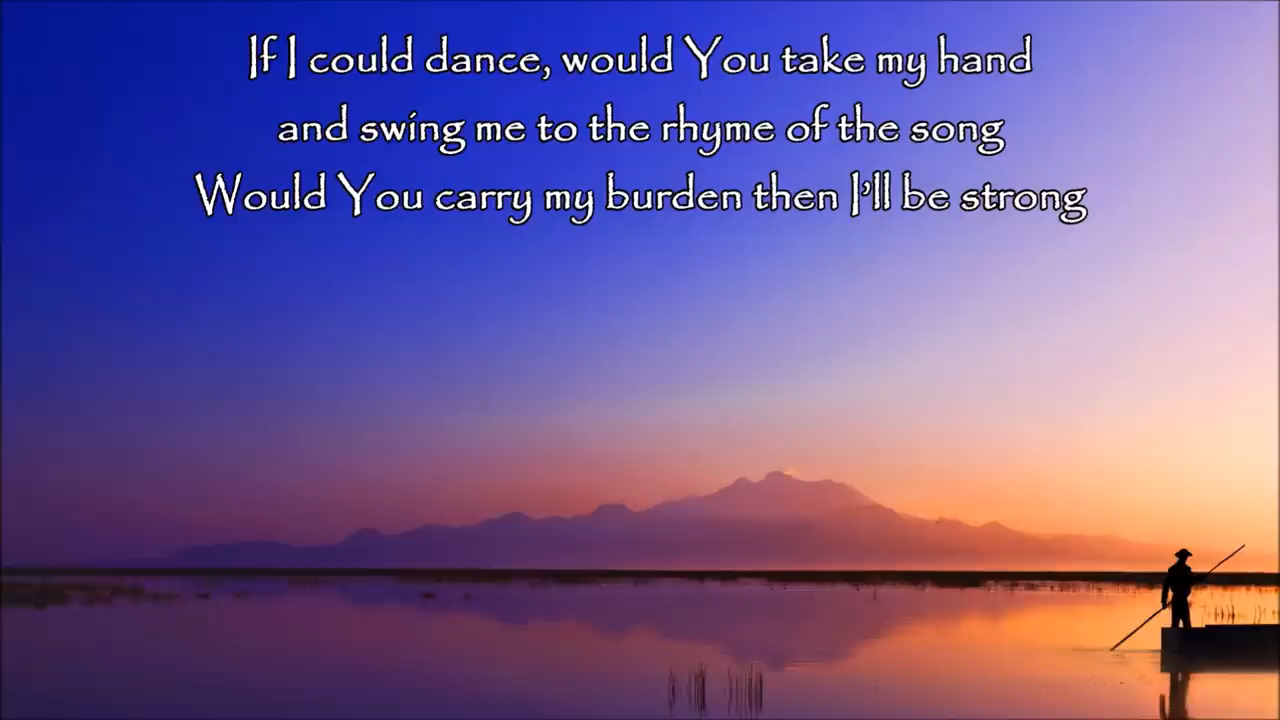 If I could dance, would You take my hand
and swing me to the rhyme of the song
Would You carry my burden then I'll be strong